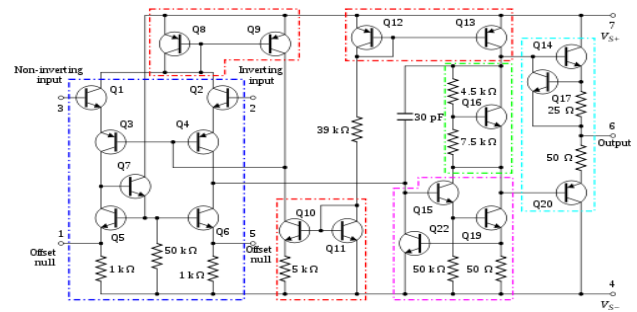 Q8
Q9
Q12
Q13
7
V_S+
Non-inverting
input
Q1
3
Inverting
input
Q2
2
Q14
Q17
25 Ω
6
Output
4.5 kΩ
Q16
7.5 kΩ
30 pF
39 kΩ
Q3
Q4
50 Ω
Q7
Q20
1
Offset
null
Q5
Q6
5
Offset
null
Q10
Q11
Q15
Q22
Q19
1 kΩ
50 kΩ
1 kΩ
5 kΩ
50 kΩ
50 Ω
4
V_S−